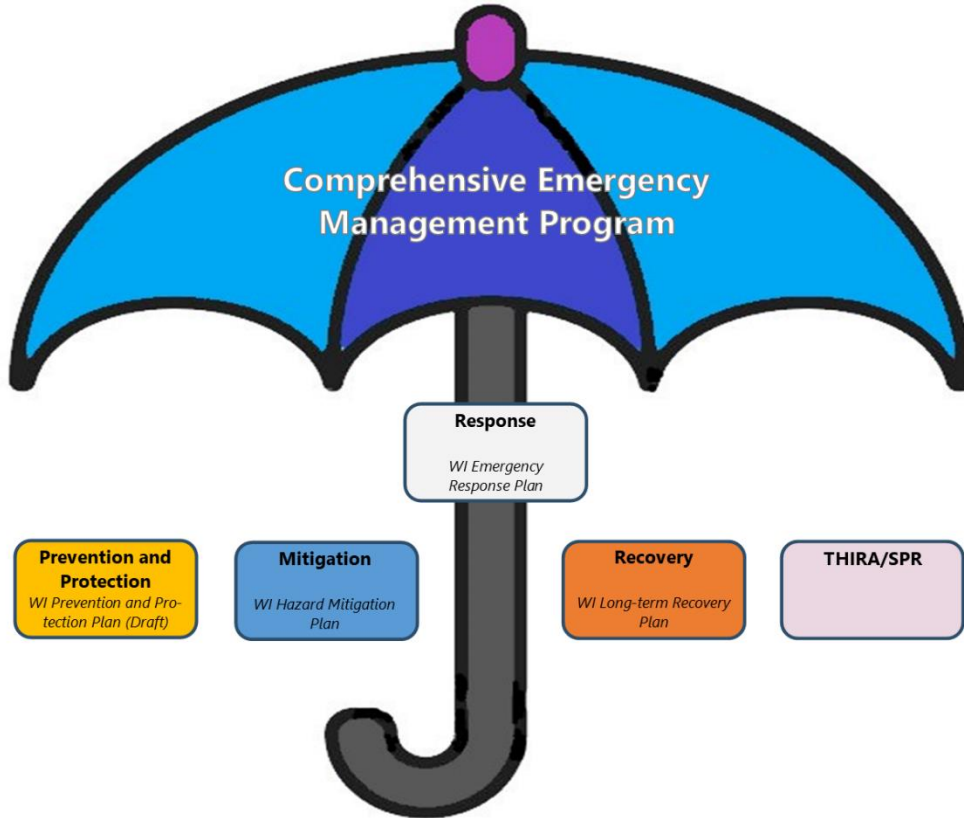 Comprehensive Emergency
Management Program
Response
WI Emergency
Response Plan
Prevention and
Protection
WI Prevention and Pro-
tection Plan (Draft)
Mitigation
WI Hazard Mitigation
Plan
Recovery
WI Long-term Recovery
Plan
THIRA/SPR